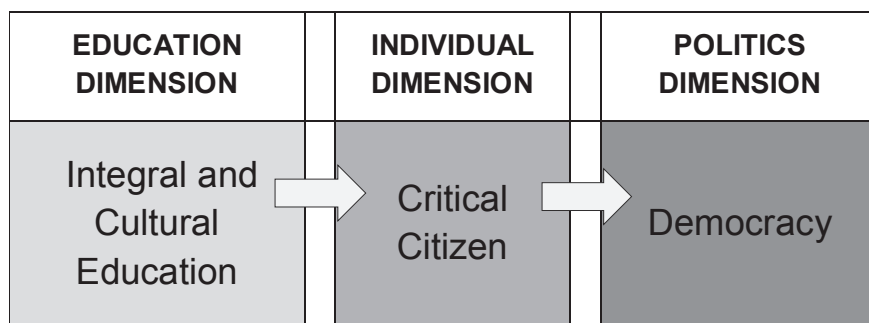 EDUCATION
DIMENSION
INDIVIDUAL
DIMENSION
POLITICS
DIMENSION
Integral and
Cultural
Education
Critical
Citizen
Democracy